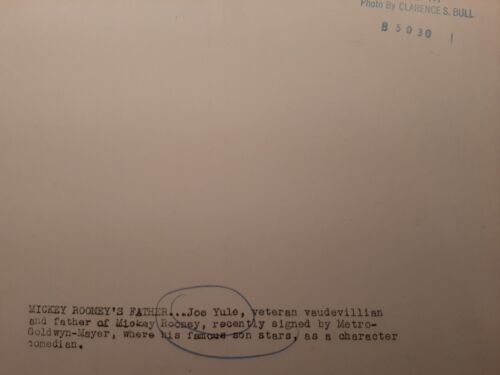 Photo By CLARENCE S. BULL
B 5030 1
MICKEY ROONEY'S FATHER...Joe Yule, veteran vaudevillian
and father of Mickey Rooney, recently signed by Metro-
Goldwyn-Mayer, where his famous son stars, as a character
comedian.